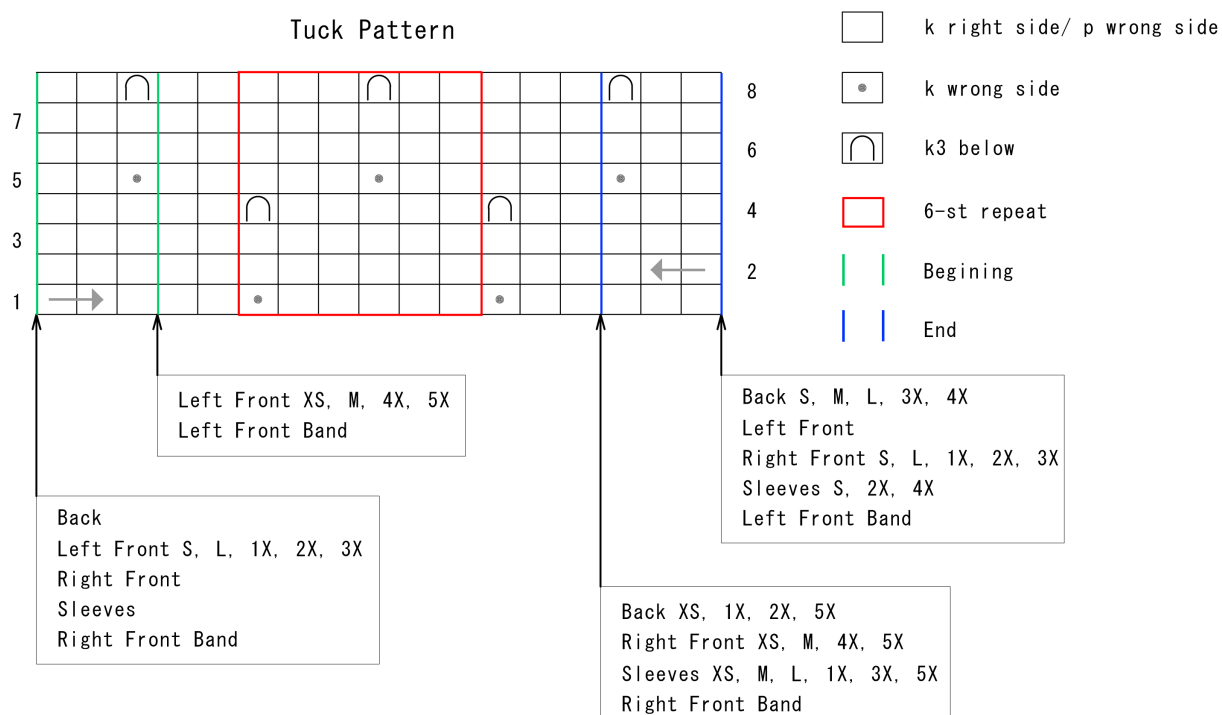 Tuck Pattern
k right side/ p wrong side
k wrong side
k3 below
6-st repeat
Begining
End
8
7
6
5
4
3
2
1
Left Front XS, M, 4X, 5X
Left Front Band
Back
Left Front S, L, 1X, 2X, 3X
Right Front
Sleeves
Right Front Band
Back S, M, L, 3X, 4X
Left Front
Right Front S, L, 1X, 2X, 3X
Sleeves S, 2X, 4X
Left Front Band
Back XS, 1X, 2X, 5X
Right Front XS, M, 4X, 5X
Sleeves XS, M, L, 1X, 3X, 5X
Right Front Band